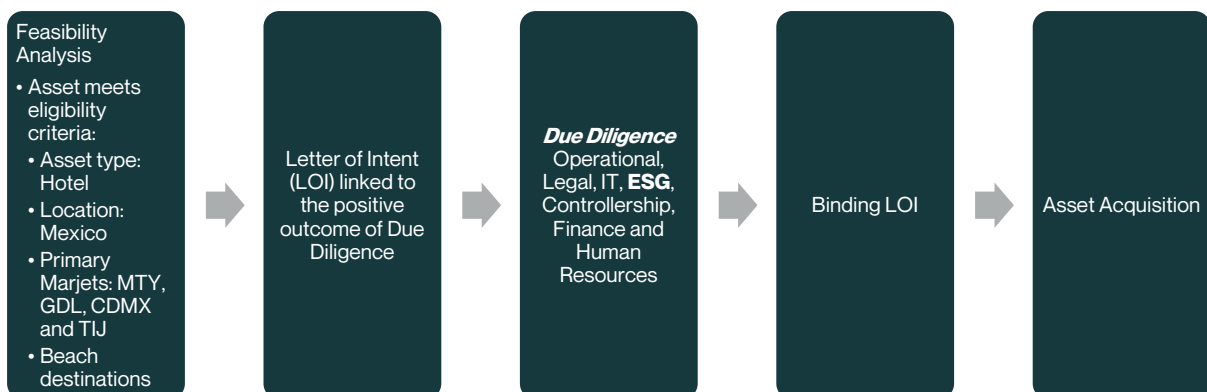 Feasibility
Analysis
• Asset meets
eligibility
criteria:
• Asset type:
Hotel
• Location:
Mexico
• Primary
Marjets: MTY,
GDL, CDMX
and TIJ
• Beach
destinations
Letter of Intent
(LOI) linked to
the positive
outcome of Due
Diligence
Due Diligence
Operational,
Legal, IT, ESG,
Controllership,
Finance and
Human
Resources
Binding LOI
Asset Acquisition